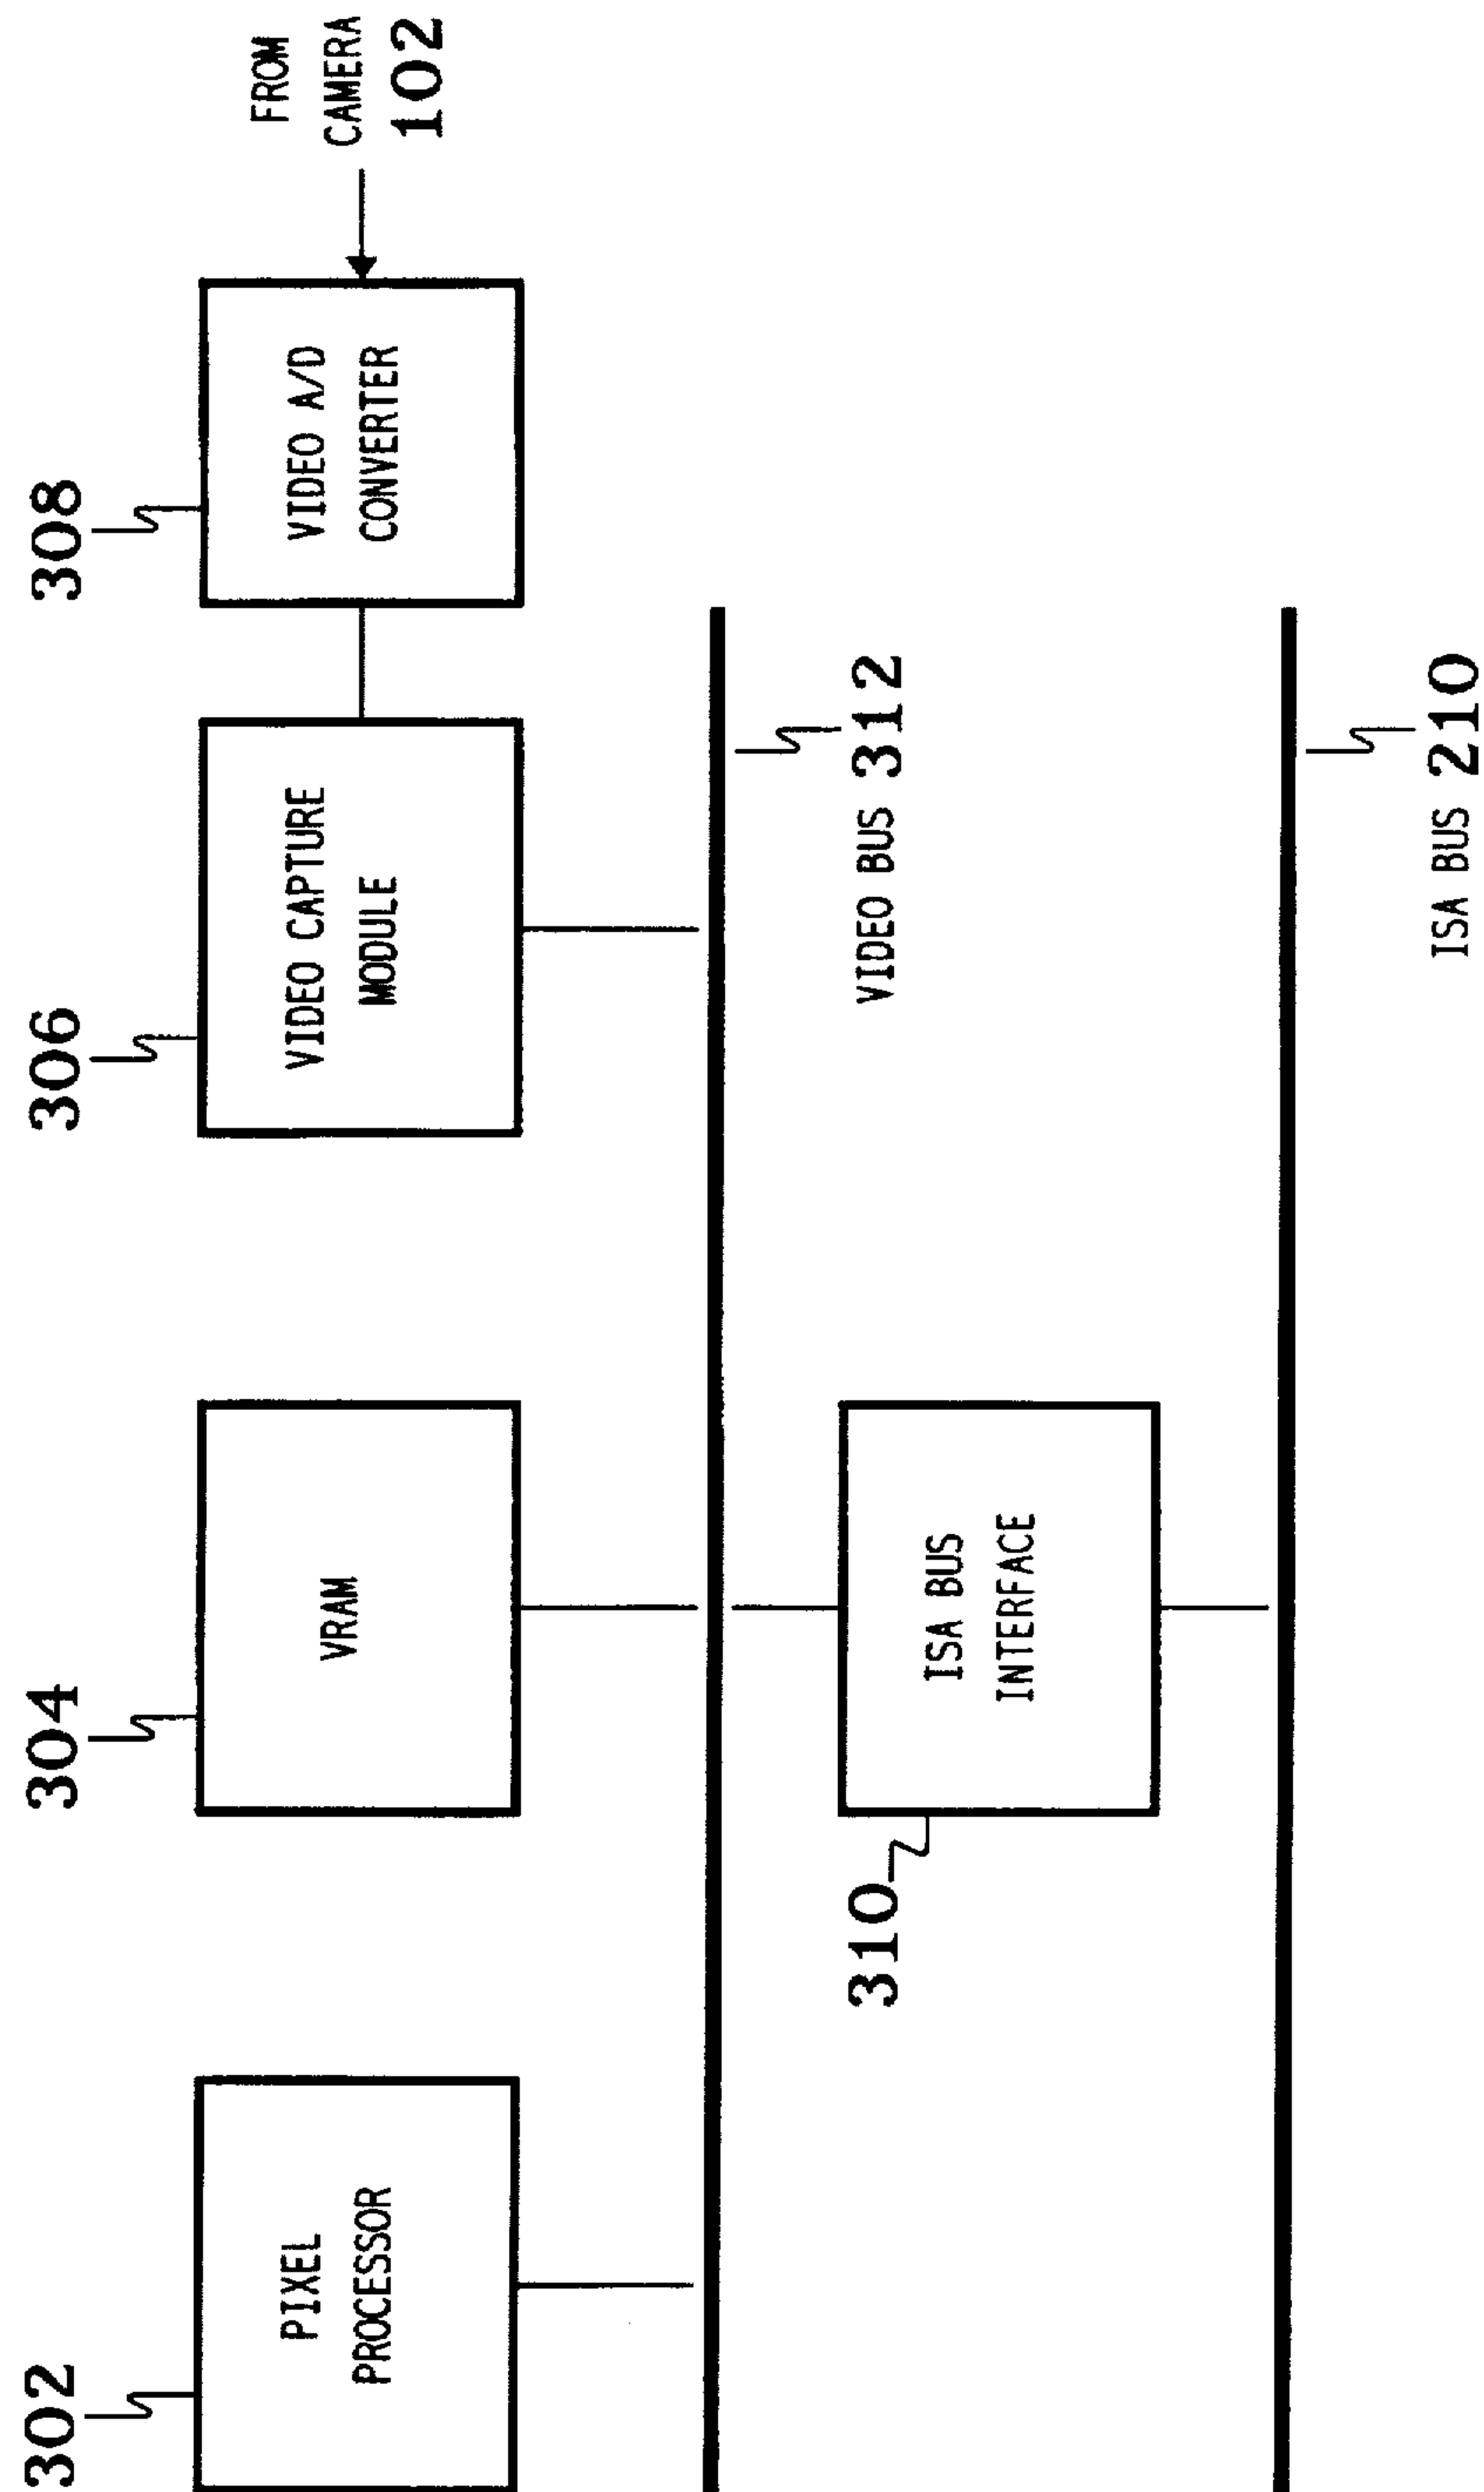 302
304
306
308
PIXEL
PROCESSOR
VRAM
VIDEO CAPTURE
MODULE
VIDEO A/D
CONVERTER
FROM
CAMERA
102
310
ISA BUS
INTERFACE
VIDEO BUS 312
ISA BUS 210